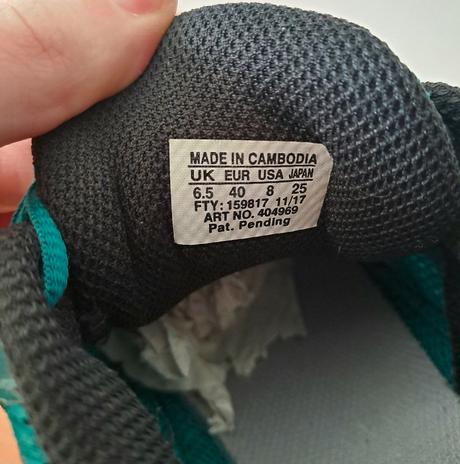 MADE IN CAMBODIA
UK EUR USA JAPAN
6.5 40 8 25
FTY: 159817 11/17
ART NO. 404969
Pat. Pending